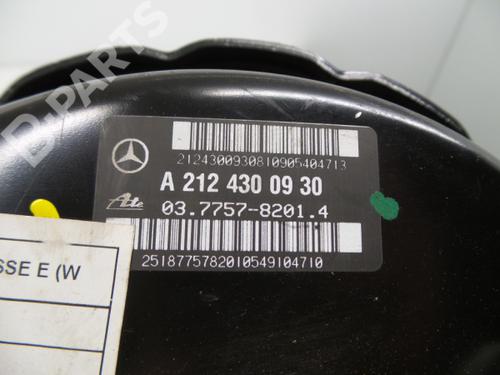 B-PARTS
2124300930810905404713
A 212 430 09 30
Ate
03.7757-8201.4
2518775782010549104710
SSE E (W